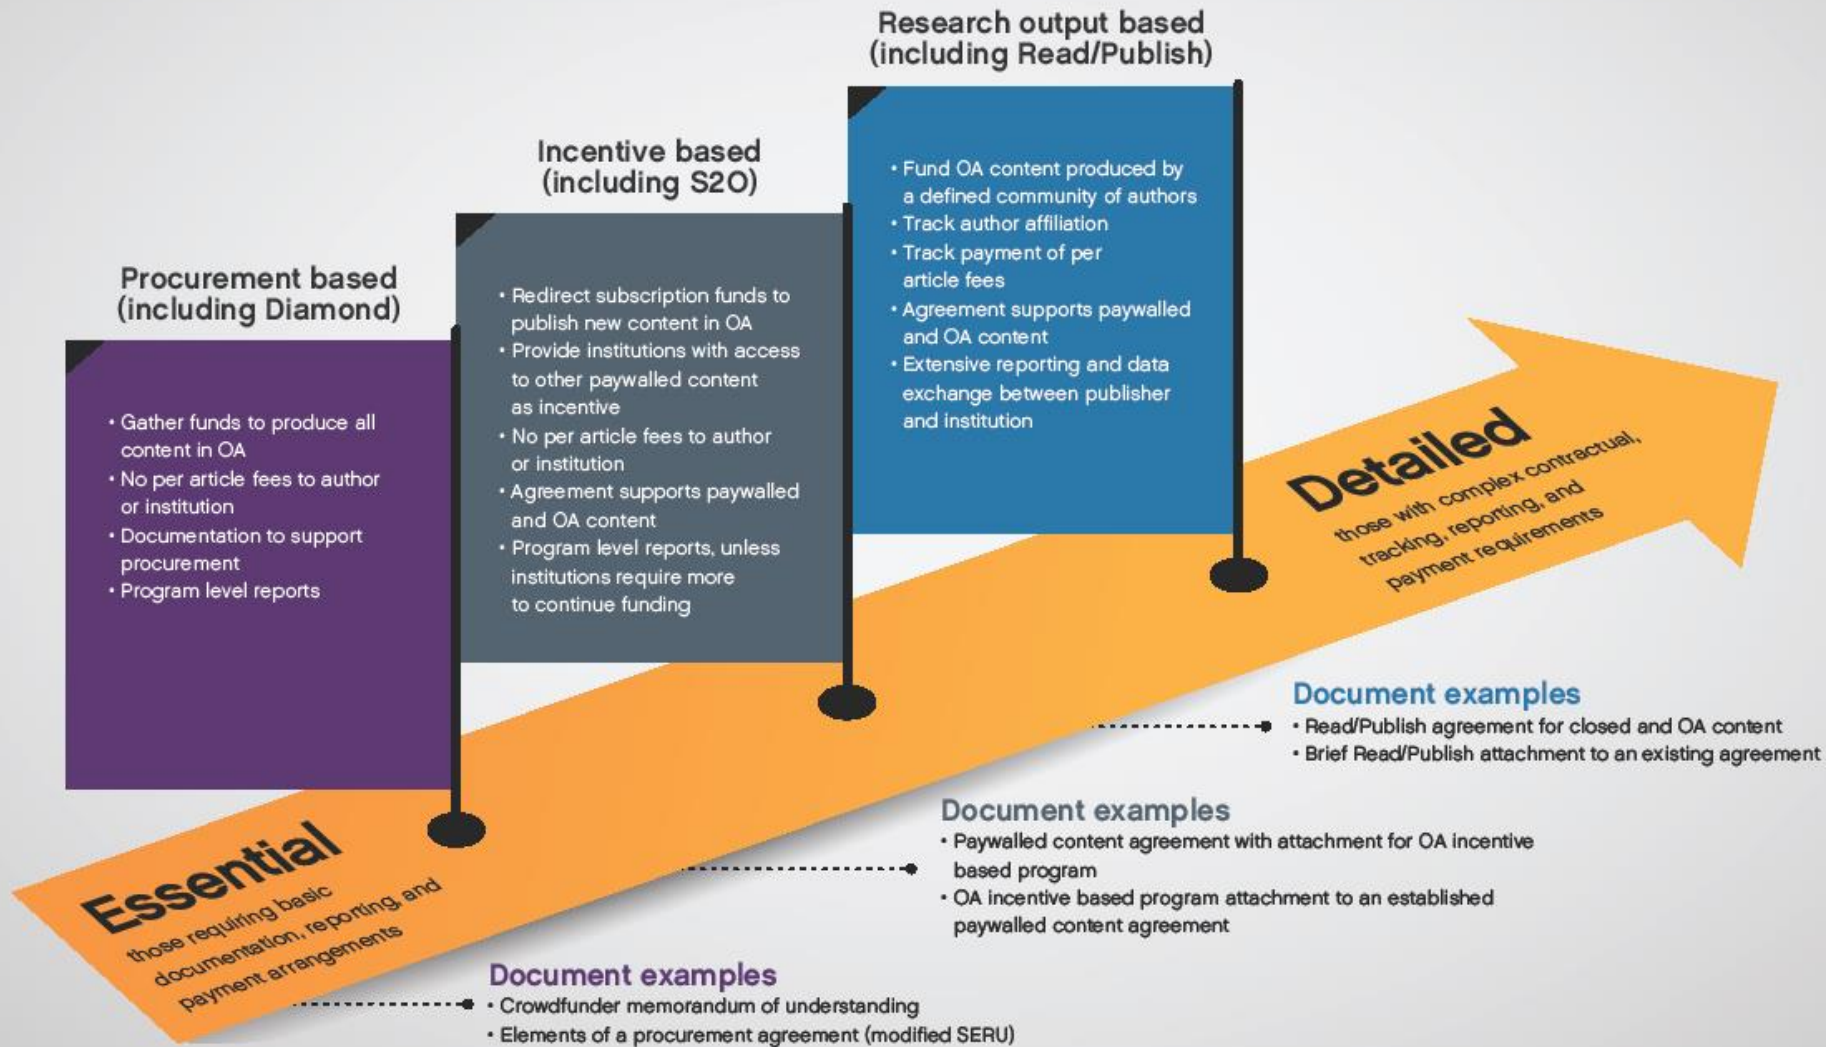 Research output based
(including Read/Publish)
• Fund OA content produced by
a defined community of authors
• Track author affiliation
• Track payment of per
article fees
• Agreement supports paywalled
and OA content
• Extensive reporting and data
exchange between publisher
and institution
Incentive based
(including S2O)
• Redirect subscription funds to
publish new content in OA
• Provide institutions with access
to other paywalled content
as incentive
• No per article fees to author
or institution
• Agreement supports paywalled
and OA content
• Program level reports, unless
institutions require more
to continue funding
Procurement based
(including Diamond)
• Gather funds to produce all
content in OA
• No per article fees to author
or institution
• Documentation to support
procurement
• Program level reports
Detailed
those with complex contractual,
tracking, reporting, and
payment requirements
Document examples
• Read/Publish agreement for closed and OA content
• Brief Read/Publish attachment to an existing agreement
Document examples
• Paywalled content agreement with attachment for OA incentive
based program
• OA incentive based program attachment to an established
paywalled content agreement
Essential
those requiring basic
documentation, reporting, and
payment arrangements
Document examples
• Crowdfunder memorandum of understanding
• Elements of a procurement agreement (modified SERU)